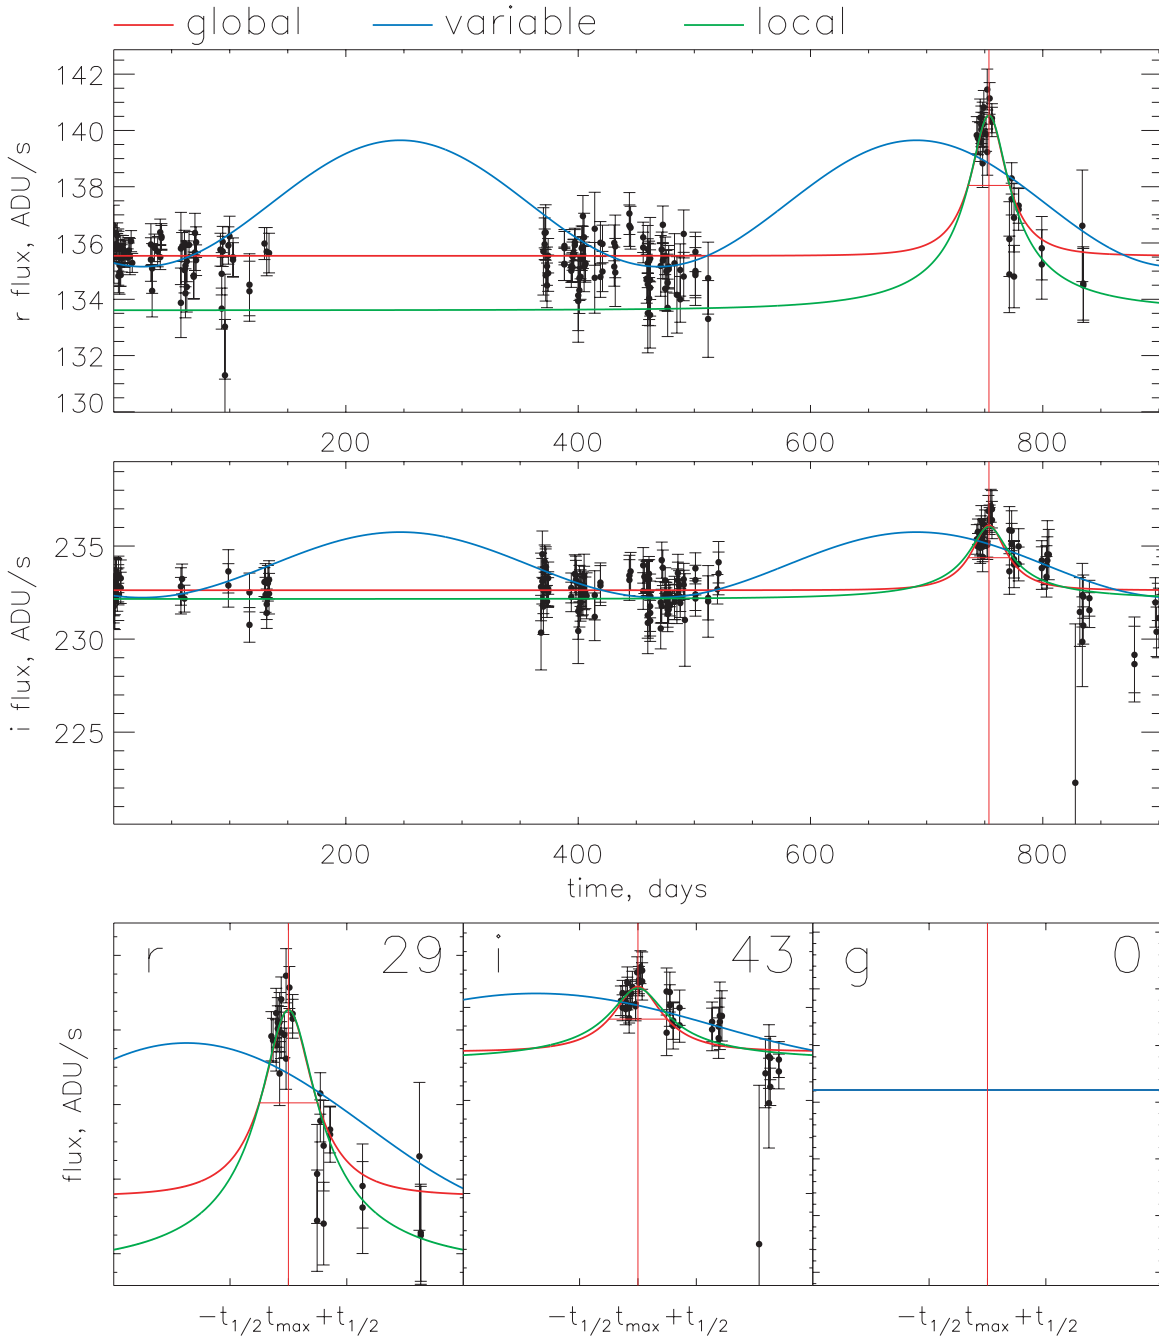 global variable local
142
140
138
136
134
132
130
r flux, ADU/s
200 400 600 800
235
230
225
i flux, ADU/s
200 400 600 800
time, days
r 29 i 43 g 0
flux, ADU/s
−t1/2 tmax +t1/2 −t1/2 tmax +t1/2 −t1/2 tmax +t1/2